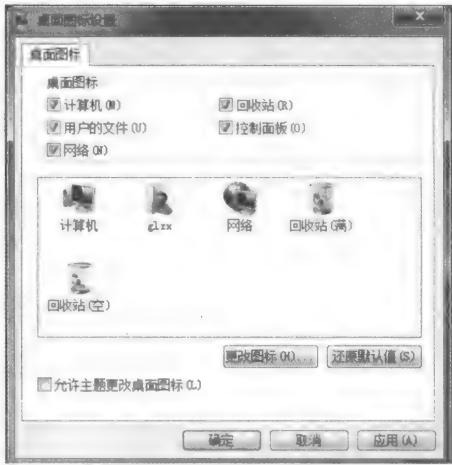 桌面图标设置
桌面图标
桌面图标
计算机(M) 回收站(R)
用户的文件(U) 控制面板(O)
网络(N)
计算机 glzx 网络 回收站(满)
回收站(空)
更改图标(H)... 还原默认值(S)
允许主题更改桌面图标(L)
确定 取消 应用(A)